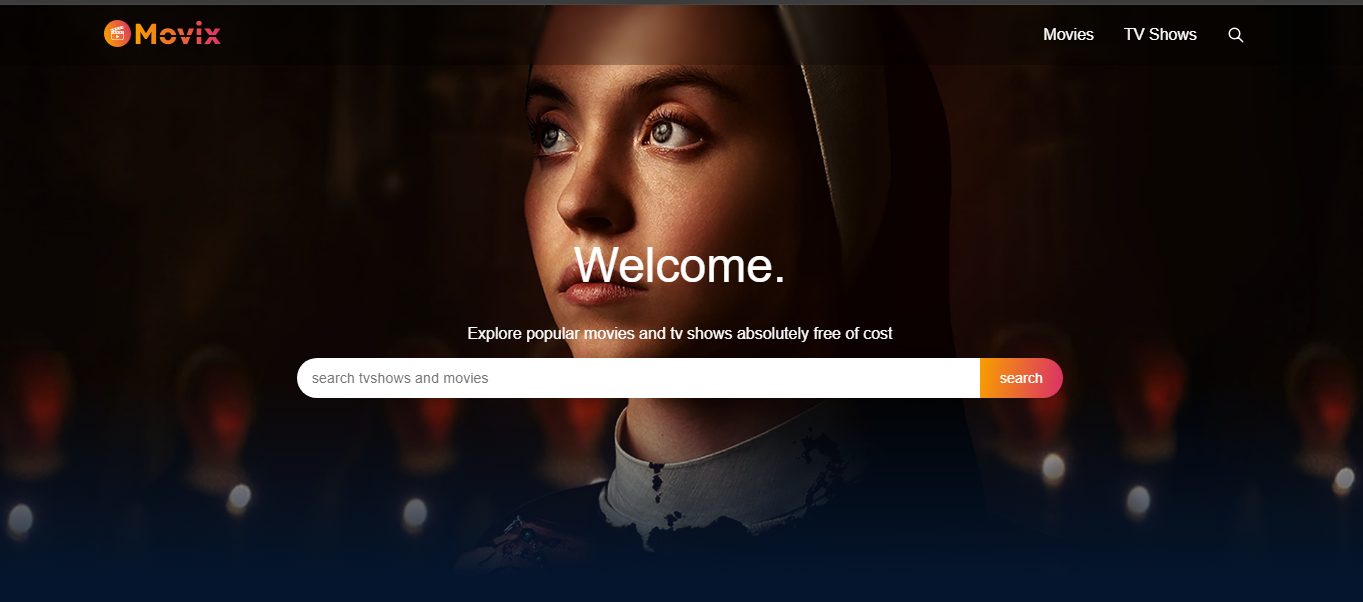 Movix
Movies
TV Shows
Welcome.
Explore popular movies and tv shows absolutely free of cost
search tvshows and movies
search